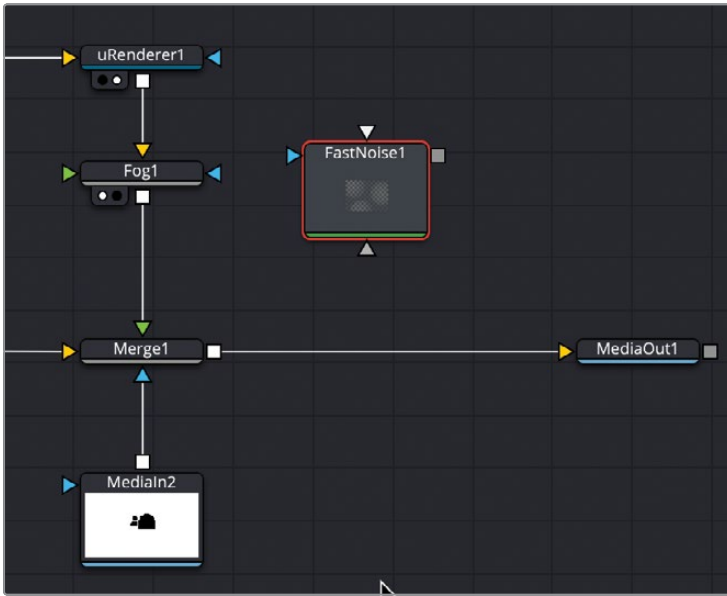 uRenderer1
FastNoise1
Fog1
Merge1
MediaOut1
MediaIn2